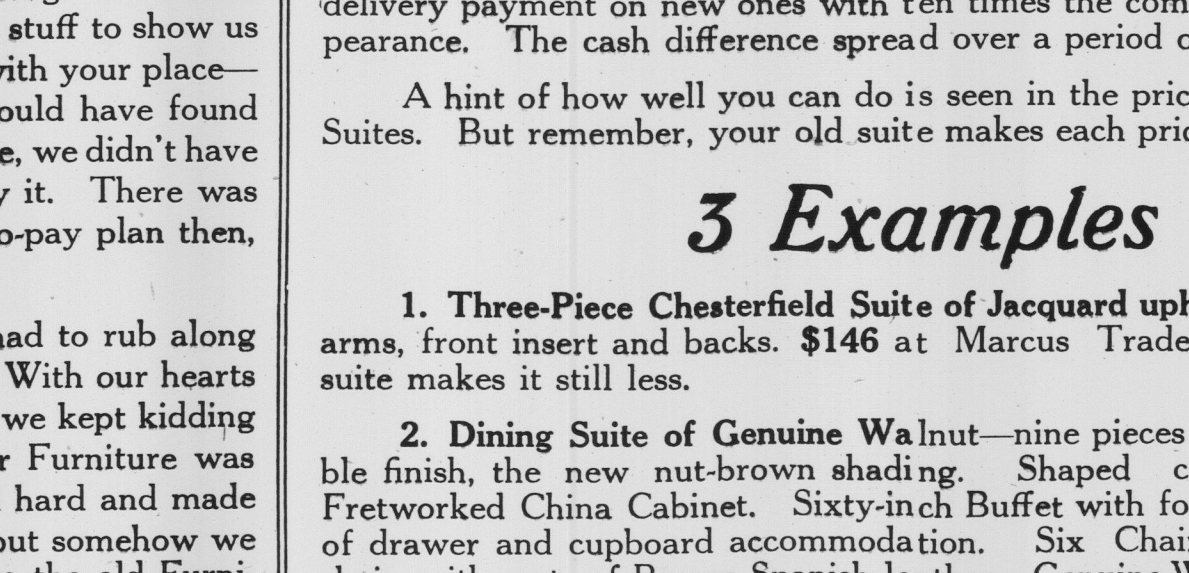 stuff to show us
with your place—
ould have found
e, we didn't have
y it. There was
o-pay plan then,
had to rub along
With our hearts
we kept kidding
r Furniture was
hard and made
but somehow we
the old Furni-
delivery payment on new ones with ten times the com
pearance. The cash difference spread over a period o
A hint of how well you can do is seen in the pric
Suites. But remember, your old suite makes each pric
3 Examples
1. Three-Piece Chesterfield Suite of Jacquard uph
arms, front insert and backs. $146 at Marcus Trade
suite makes it still less.
2. Dining Suite of Genuine Walnut—nine pieces
ble finish, the new nut-brown shading. Shaped c
Fretworked China Cabinet. Sixty-inch Buffet with fo
of drawer and cupboard accommodation. Six Chai